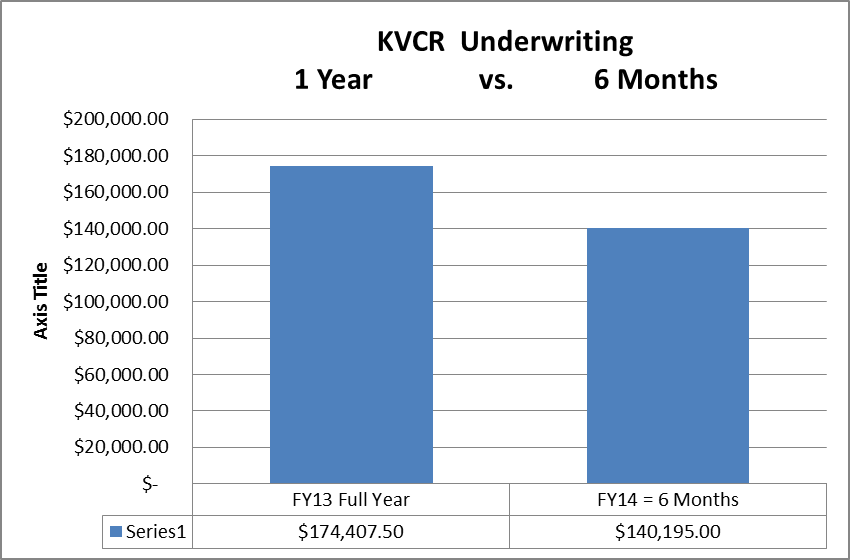 KVCR Underwriting
1 Year vs. 6 Months
$200,000.00
$180,000.00
$160,000.00
$140,000.00
$120,000.00
$100,000.00
$80,000.00
$60,000.00
$40,000.00
$20,000.00
$-
Axis Title
FY13 Full Year FY14 = 6 Months
Series1 $174,407.50 $140,195.00